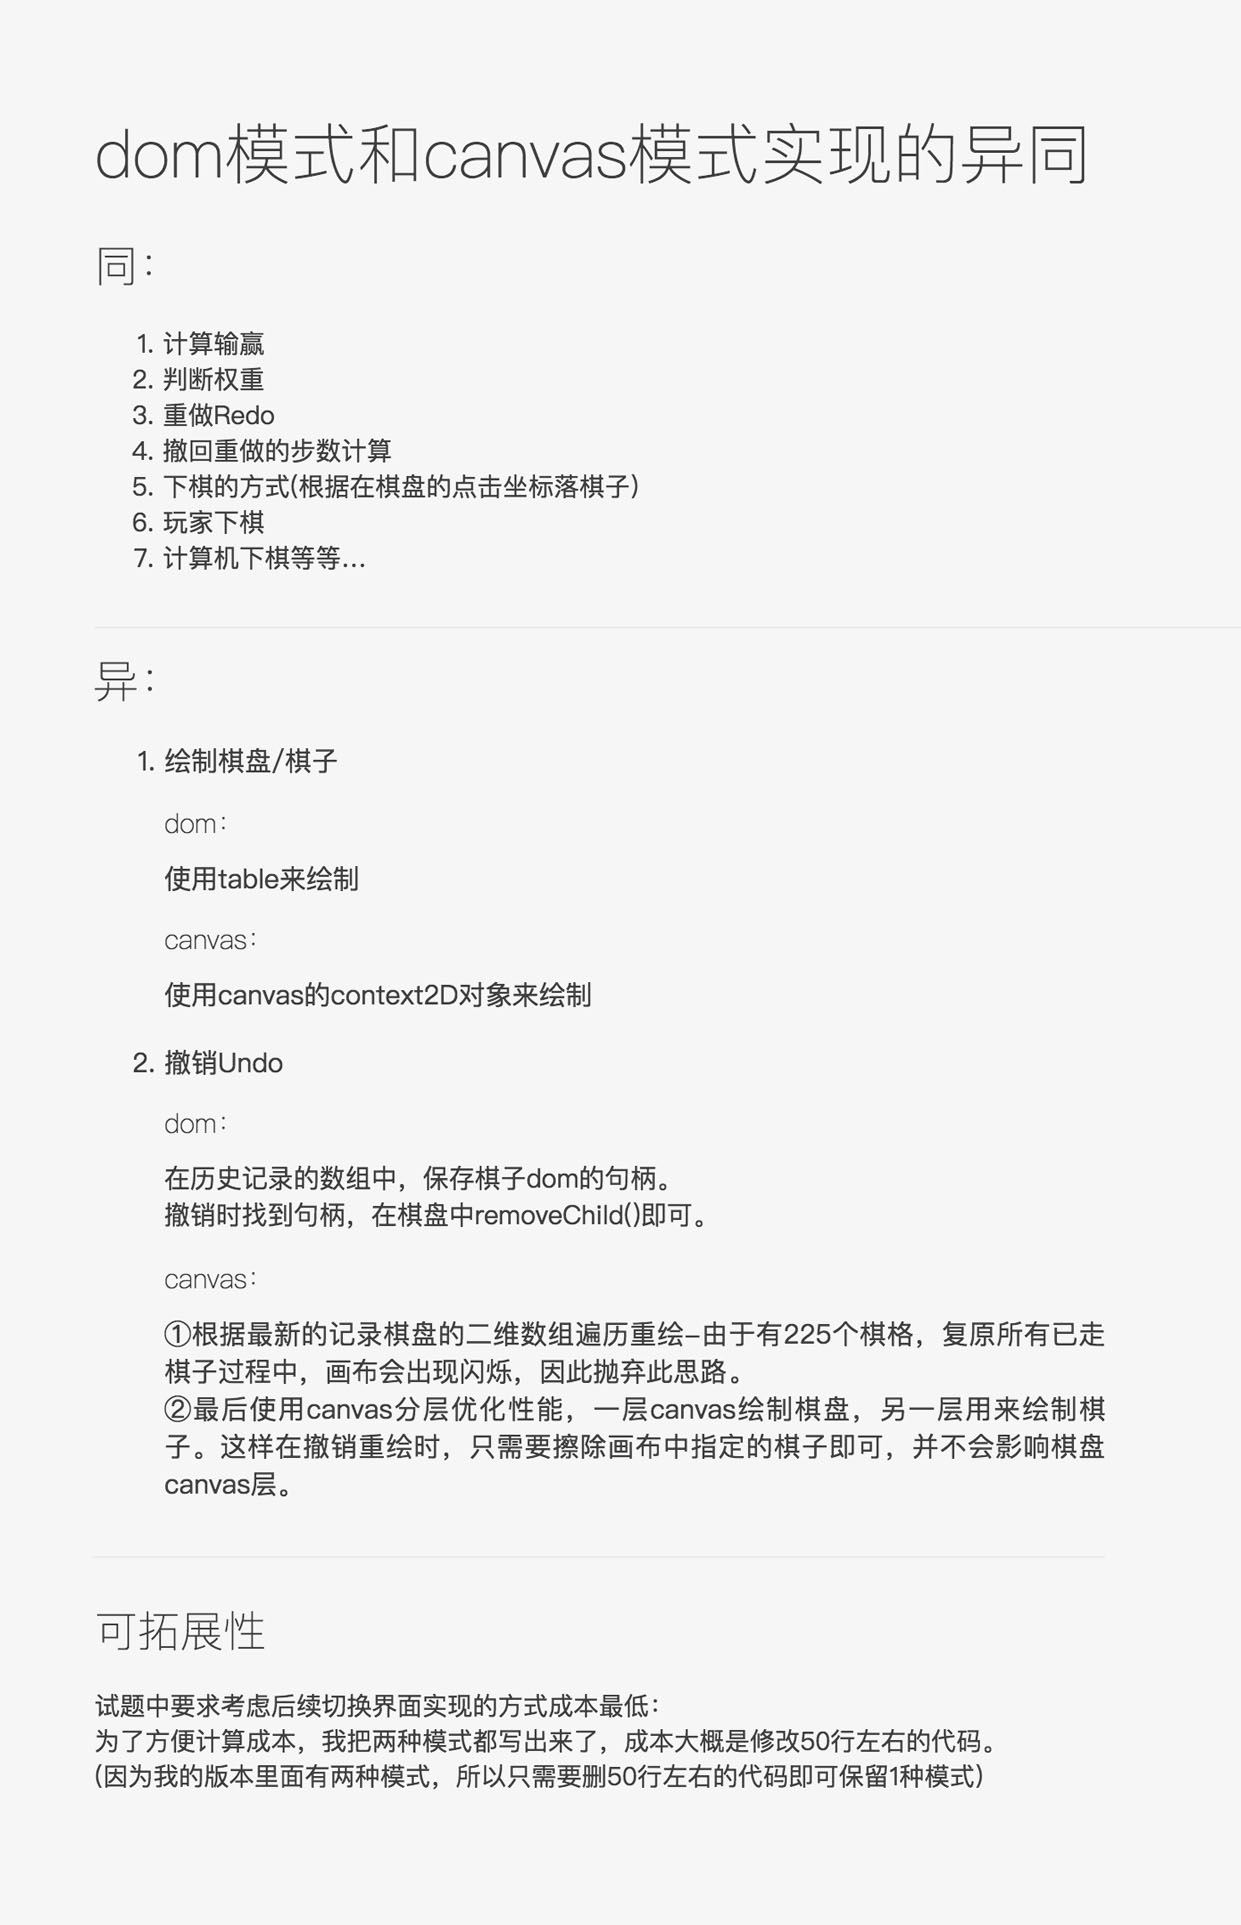 dom模式和canvas模式实现的异同
同：
1. 计算输赢
2. 判断权重
3. 重做Redo
4. 撤回重做的步数计算
5. 下棋的方式(根据在棋盘的点击坐标落棋子)
6. 玩家下棋
7. 计算机下棋等等...
异：
1. 绘制棋盘/棋子
dom：
使用table来绘制
canvas：
使用canvas的context2D对象来绘制
2. 撤销Undo
dom：
在历史记录的数组中，保存棋子dom的句柄。
撤销时找到句柄，在棋盘中removeChild()即可。
canvas：
①根据最新的记录棋盘的二维数组遍历重绘–由于有225个棋格，复原所有已走
棋子过程中，画布会出现闪烁，因此抛弃此思路。
②最后使用canvas分层优化性能，一层canvas绘制棋盘，另一层用来绘制棋
子。这样在撤销重绘时，只需要擦除画布中指定的棋子即可，并不会影响棋盘
canvas层。
可拓展性
试题中要求考虑后续切换界面实现的方式成本最低：
为了方便计算成本，我把两种模式都写出来了，成本大概是修改50行左右的代码。
(因为我的版本里面有两种模式，所以只需要删50行左右的代码即可保留1种模式)